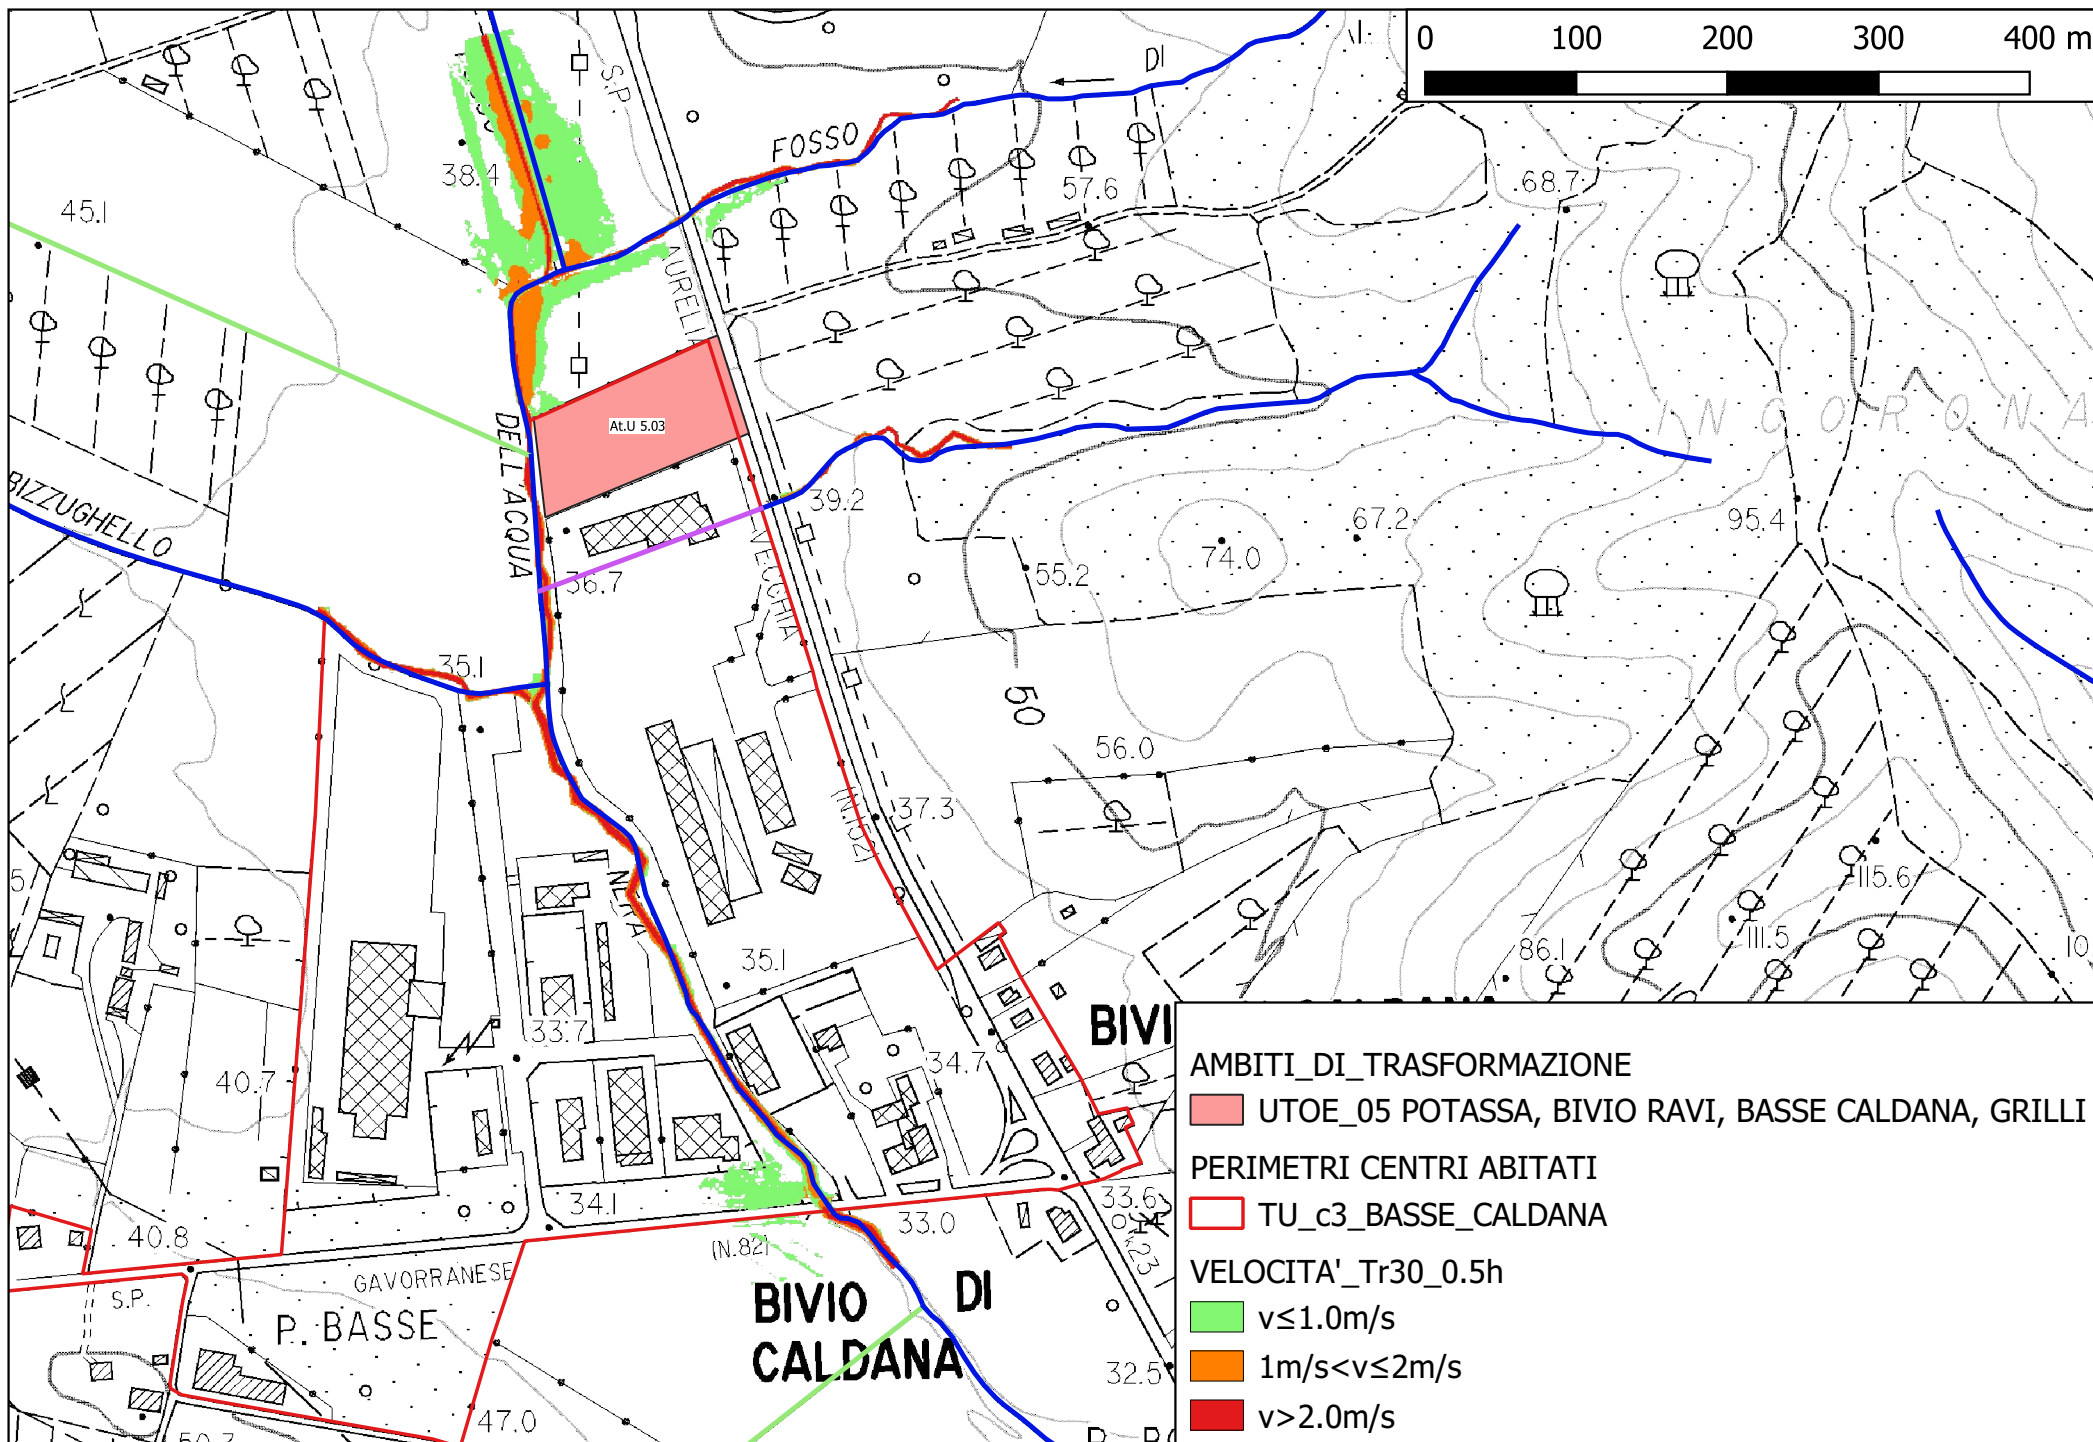 0 100 200 300 400 m
DI
S.P.
FOSSO
38.4
45.1
57.6
68.7
AURELIA
INCORONA
At.U 5.03
DELL'ACQUA
BIZZUGHELLO
39.2
67.2
95.4
74.0
55.2
36.7
VECCHIA
35.1
50
56.0
(N.152)
37.3
NERA
115.6
111.5
86.1
10
35.1
33.7
34.7
40.7
BIVI
34.1
33.0
33.6
40.8
(N.82)
23
GAVORRANESE
S.P.
P. BASSE
BIVIO DI
CALDANA
32.5
47.0
AMBITI_DI_TRASFORMAZIONE
UTOE_05 POTASSA, BIVIO RAVI, BASSE CALDANA, GRILLI
PERIMETRI CENTRI ABITATI
TU_c3_BASSE_CALDANA
VELOCITA'_Tr30_0.5h
v≤1.0m/s
1m/s<v≤2m/s
v>2.0m/s